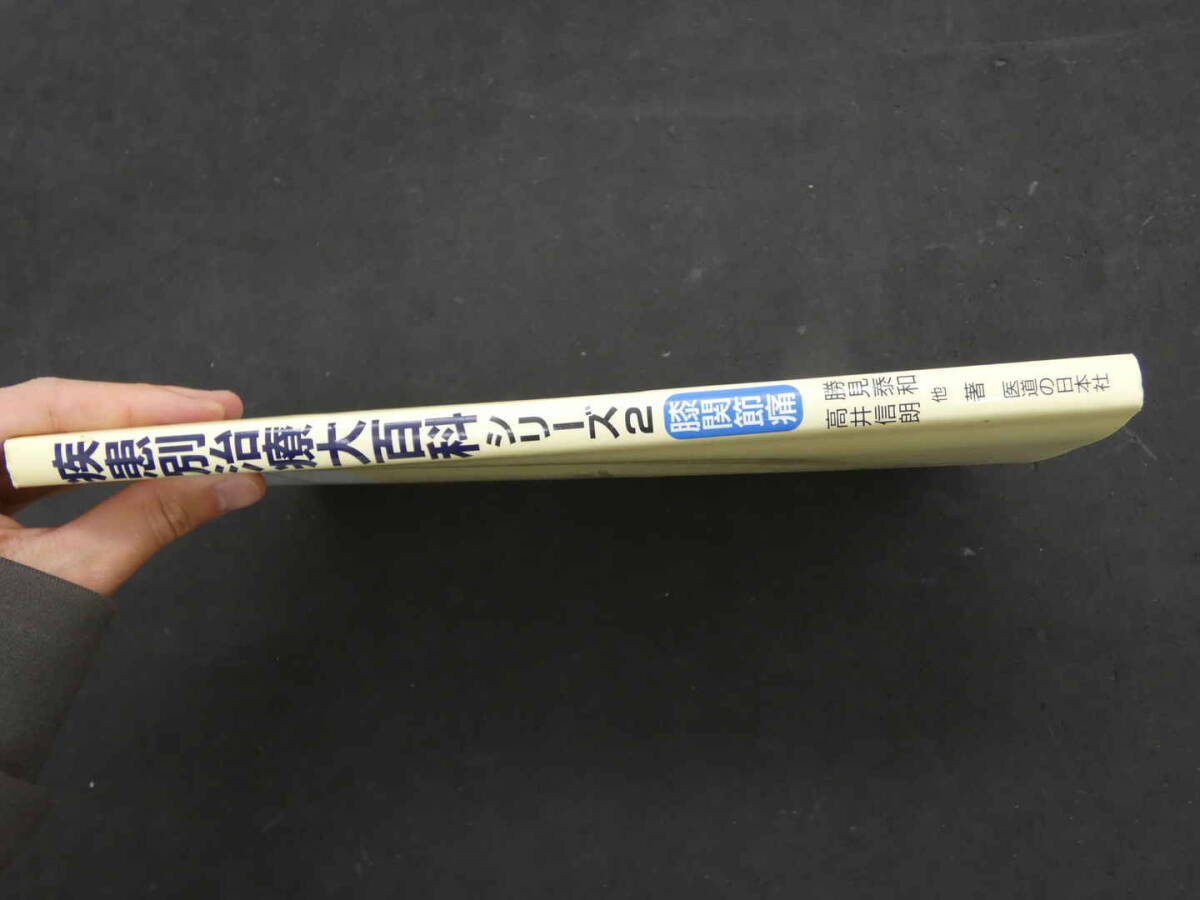 疾患別治療大百科
シリーズ2
膝関節痛
勝見泰和
高井信朗
他 著
医道の日本社